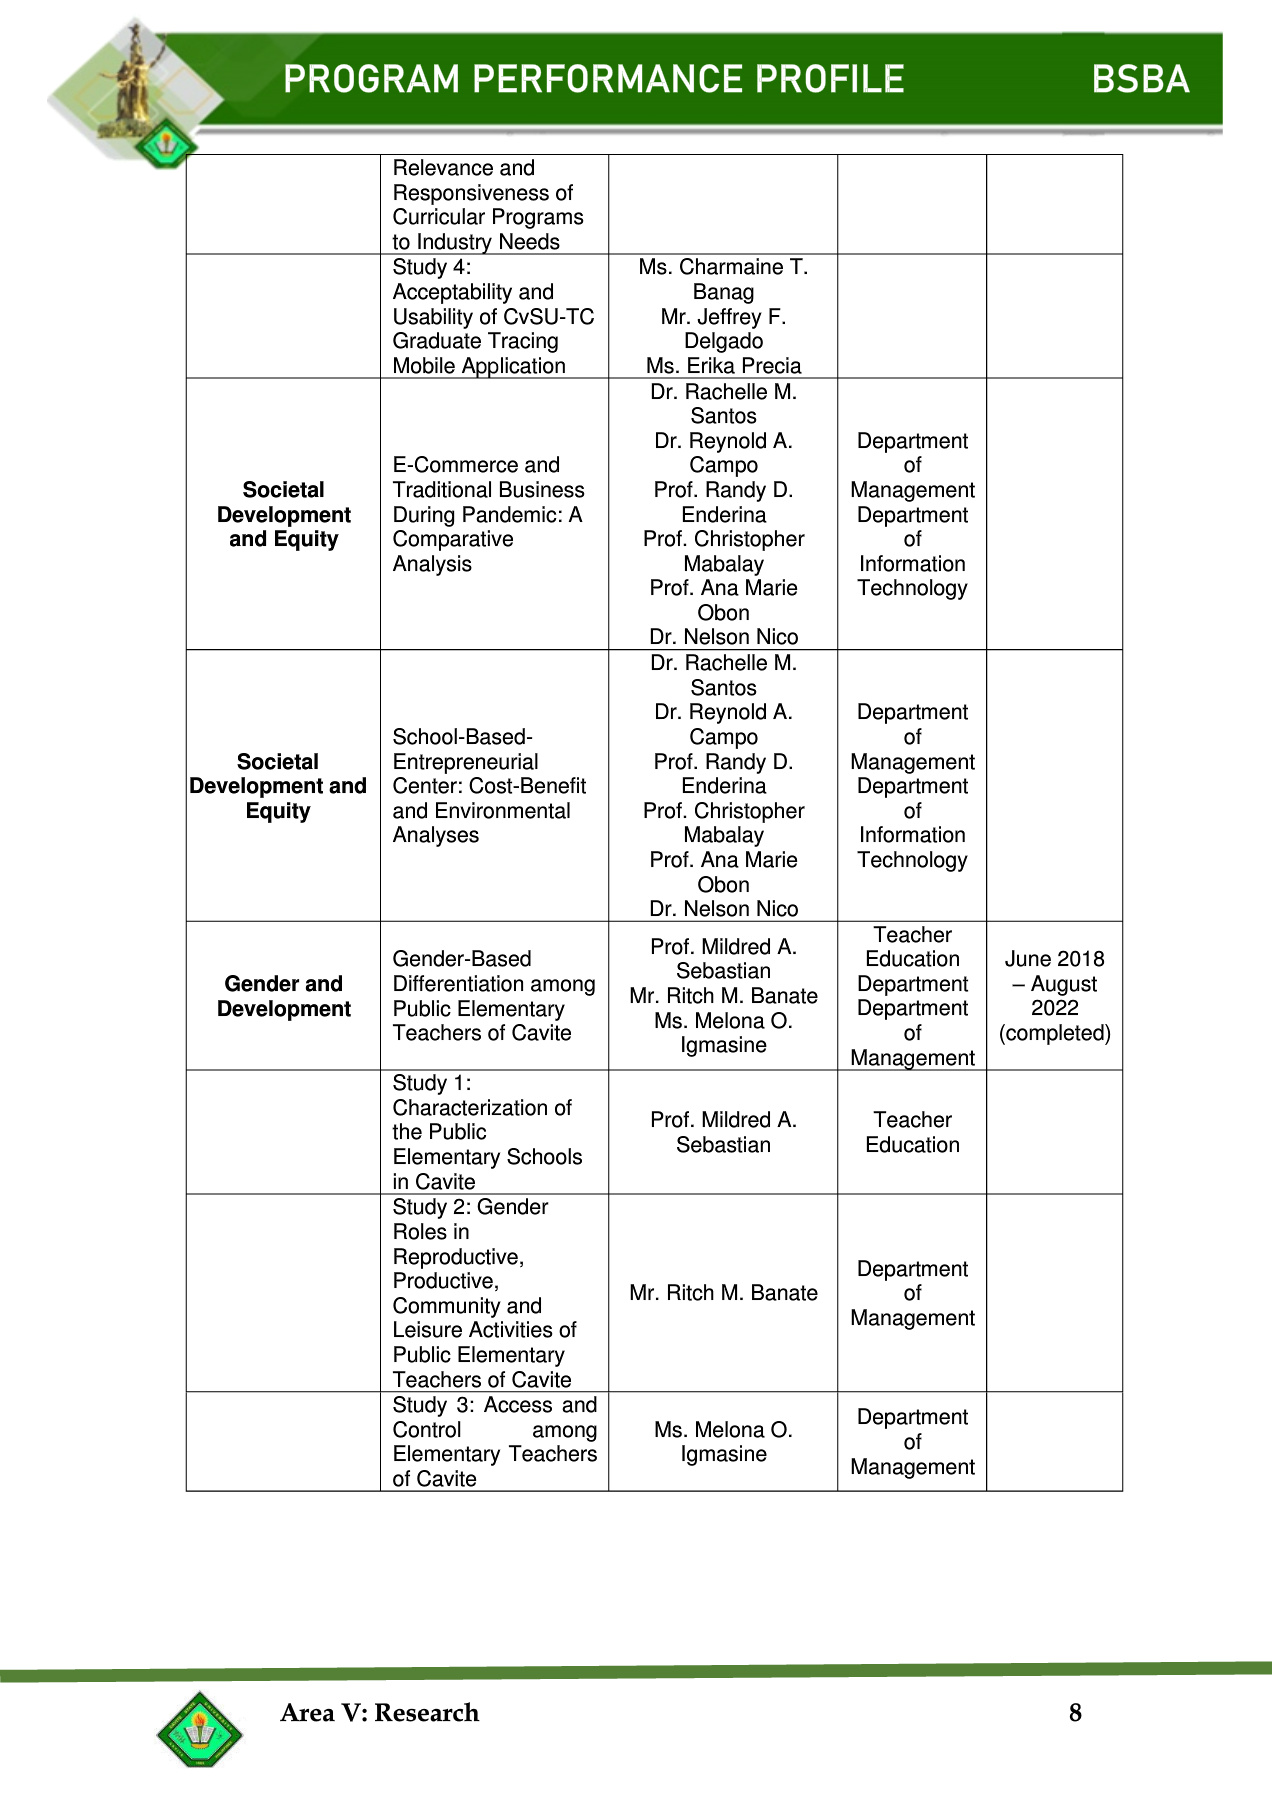 PROGRAM PERFORMANCE PROFILE BSBA
Relevance and
Responsiveness of
Curricular Programs
to Industry Needs
Study 4:
Acceptability and
Usability of CvSU-TC
Graduate Tracing
Mobile Application
Ms. Charmaine T.
Banag
Mr. Jeffrey F.
Delgado
Ms. Erika Precia
Societal
Development
and Equity
E-Commerce and
Traditional Business
During Pandemic: A
Comparative
Analysis
Dr. Rachelle M.
Santos
Dr. Reynold A.
Campo
Prof. Randy D.
Enderina
Prof. Christopher
Mabalay
Prof. Ana Marie
Obon
Dr. Nelson Nico
Department
of
Management
Department
of
Information
Technology
Societal
Development and
Equity
School-Based-
Entrepreneurial
Center: Cost-Benefit
and Environmental
Analyses
Dr. Rachelle M.
Santos
Dr. Reynold A.
Campo
Prof. Randy D.
Enderina
Prof. Christopher
Mabalay
Prof. Ana Marie
Obon
Dr. Nelson Nico
Department
of
Management
Department
of
Information
Technology
Gender and
Development
Gender-Based
Differentiation among
Public Elementary
Teachers of Cavite
Prof. Mildred A.
Sebastian
Mr. Ritch M. Banate
Ms. Melona O.
Igmasine
Teacher
Education
Department
Department
of
Management
June 2018
– August
2022
(completed)
Study 1:
Characterization of
the Public
Elementary Schools
in Cavite
Prof. Mildred A.
Sebastian
Teacher
Education
Study 2: Gender
Roles in
Reproductive,
Productive,
Community and
Leisure Activities of
Public Elementary
Teachers of Cavite
Mr. Ritch M. Banate
Department
of
Management
Study 3: Access and
Control among
Elementary Teachers
of Cavite
Ms. Melona O.
Igmasine
Department
of
Management
Area V: Research 8